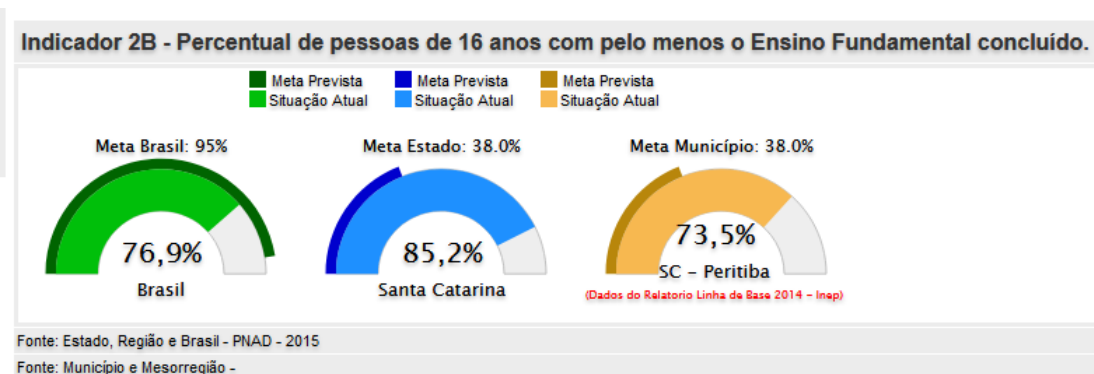 Indicador 2B - Percentual de pessoas de 16 anos com pelo menos o Ensino Fundamental concluído.
Meta Prevista Meta Prevista Meta Prevista
Situação Atual Situação Atual Situação Atual
Meta Brasil: 95% Meta Estado: 38.0% Meta Município: 38.0%
76,9% 85,2% 73,5%
Brasil Santa Catarina SC - Peritiba
(Dados do Relatorio Linha de Base 2014 - Inep)
Fonte: Estado, Região e Brasil - PNAD - 2015
Fonte: Município e Mesorregião -